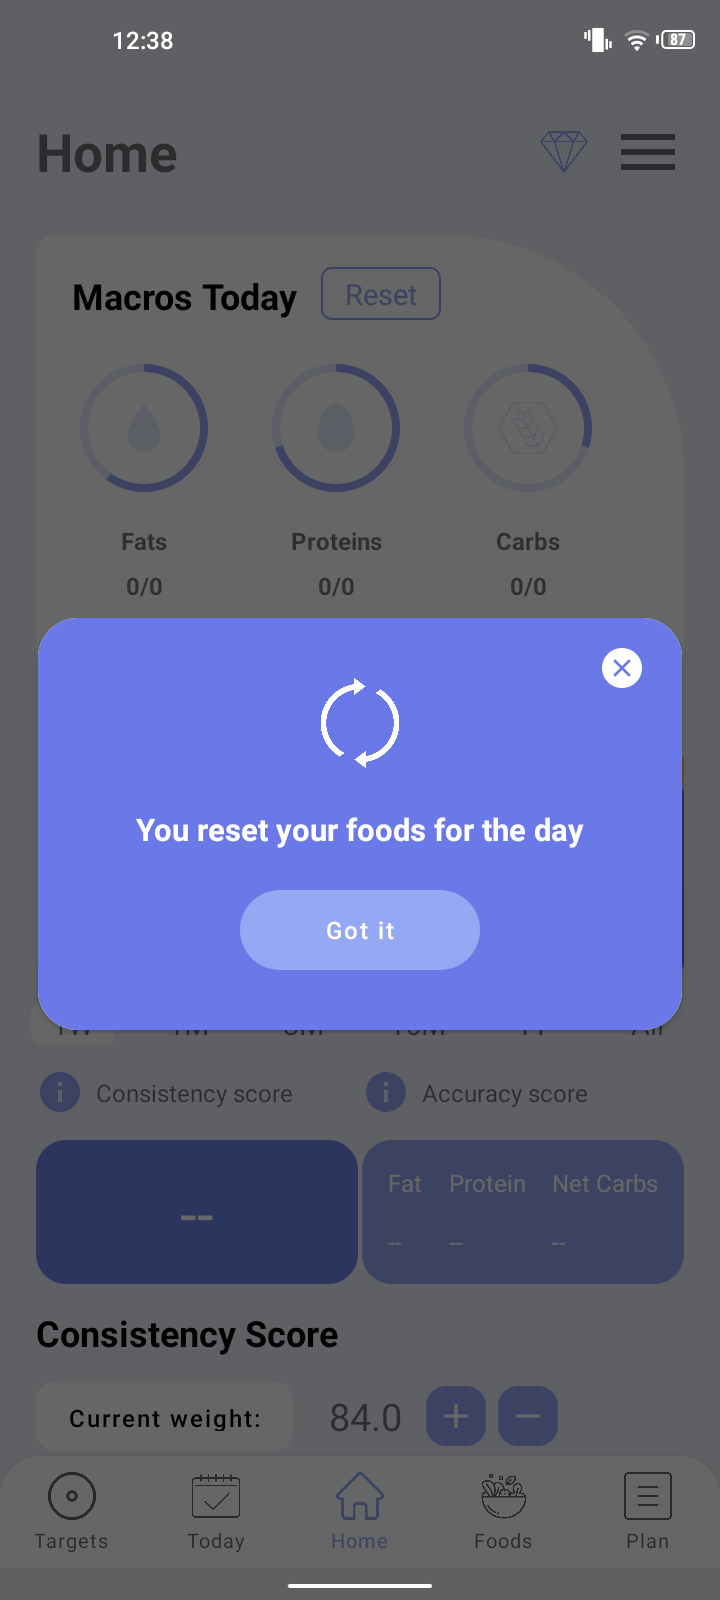 12:38
87
Home
Macros Today
Reset
Fats
Proteins
Carbs
0/0
0/0
0/0
You reset your foods for the day
Got it
Consistency score
Accuracy score
--
Fat Protein Net Carbs
-- -- --
Consistency Score
Current weight:
84.0
Targets
Today
Home
Foods
Plan